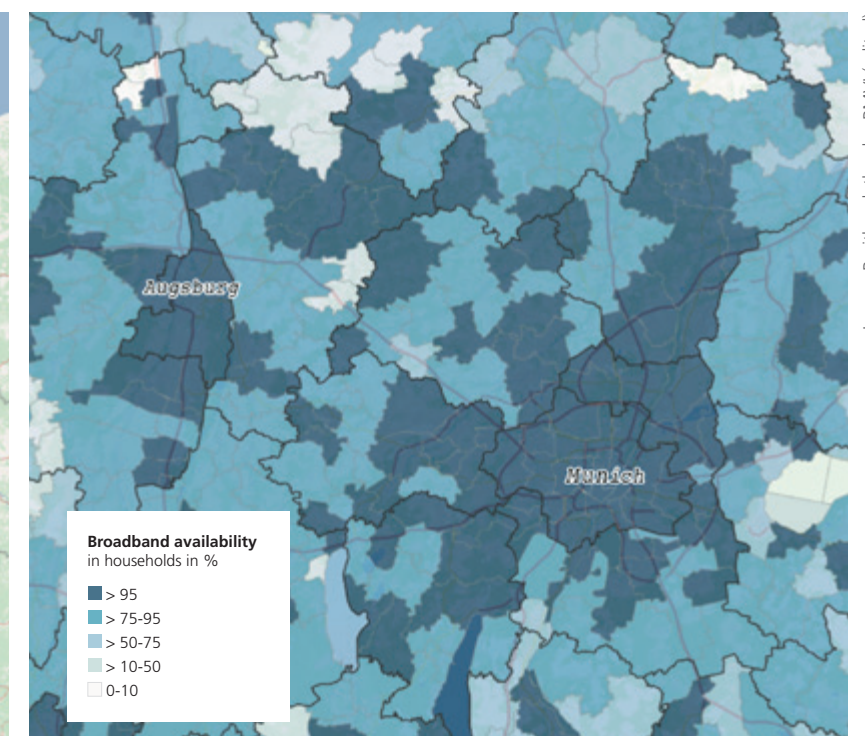 Augsburg
Munich
Broadband availability
in households in %
> 95
> 75-95
> 50-75
> 10-50
0-10